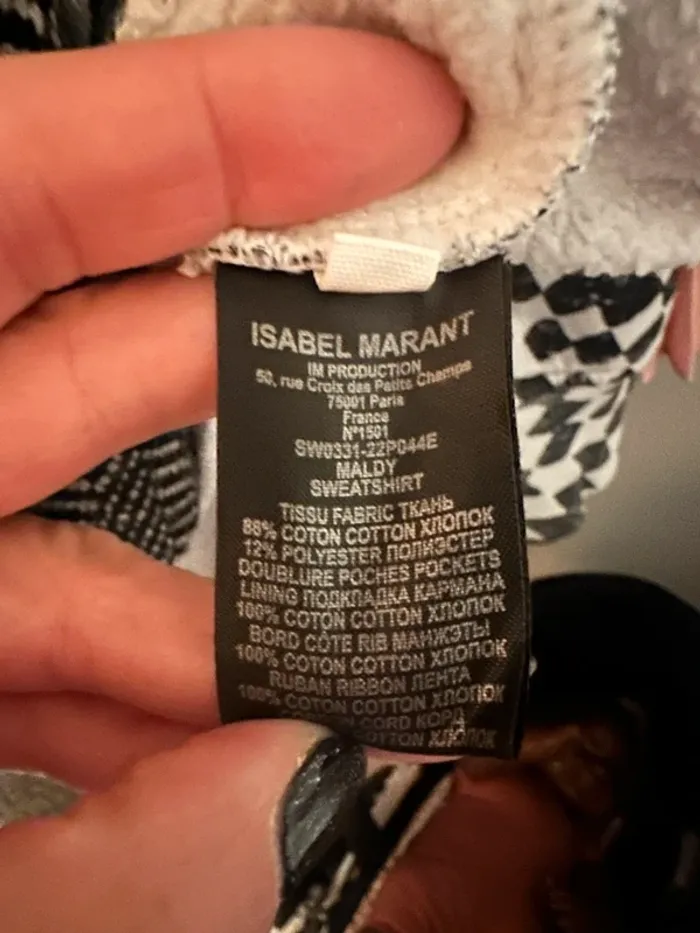 ISABEL MARANT
IM PRODUCTION
50, rue Croix des Petits Champs
75001 Paris
France
N°1501
SW0331-22P044E
MALDY
SWEATSHIRT
TISSU FABRIC ТКАНЬ
88% COTON COTTON ХЛОПОК
12% POLYESTER ПОЛИЭСТЕР
DOUBLURE POCHES POCKETS
LINING ПОДКЛАДКА КАРМАНА
100% COTON COTTON ХЛОПОК
BORD CÔTE RIB МАНЖЕТЫ
100% COTON COTTON ХЛОПОК
RUBAN RIBBON ЛЕНТА
100% COTON COTTON ХЛОПОК
CORD КОРД
COTTON ХЛОПОК